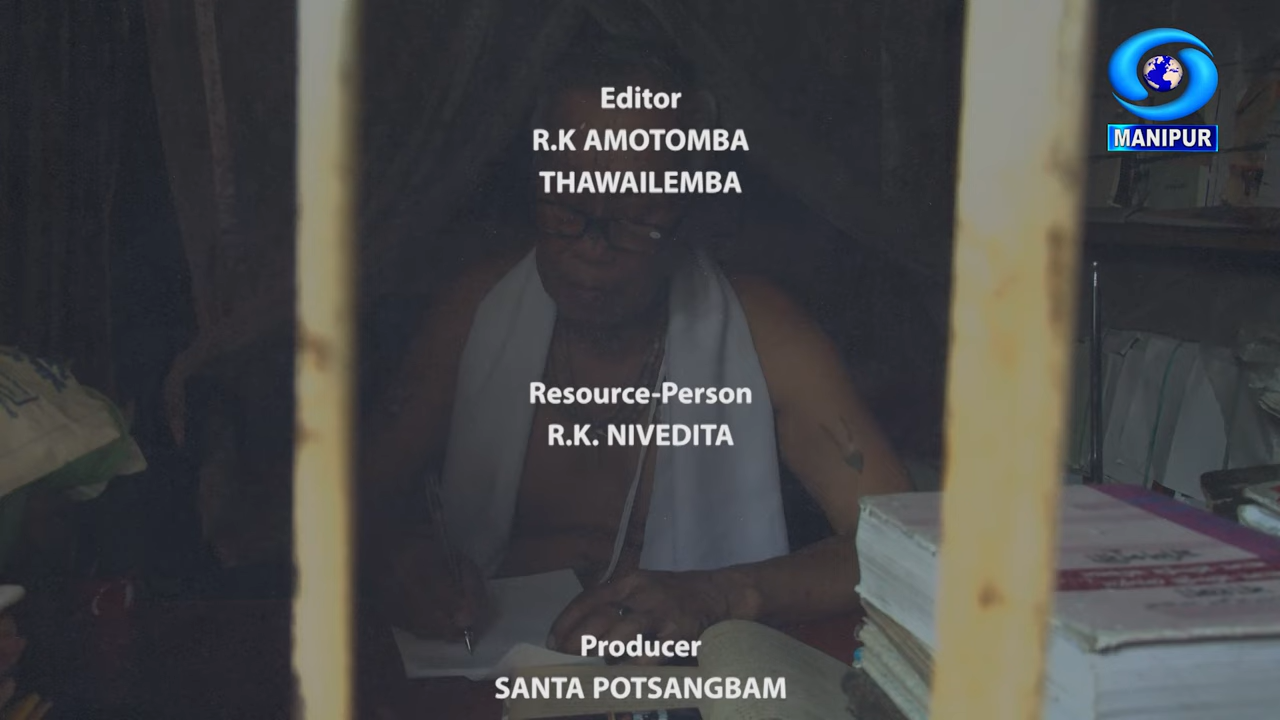 Editor
R.K AMOTOMBA
THAWAILEMBA
MANIPUR
Resource-Person
R.K. NIVEDITA
Producer
SANTA POTSANGBAM